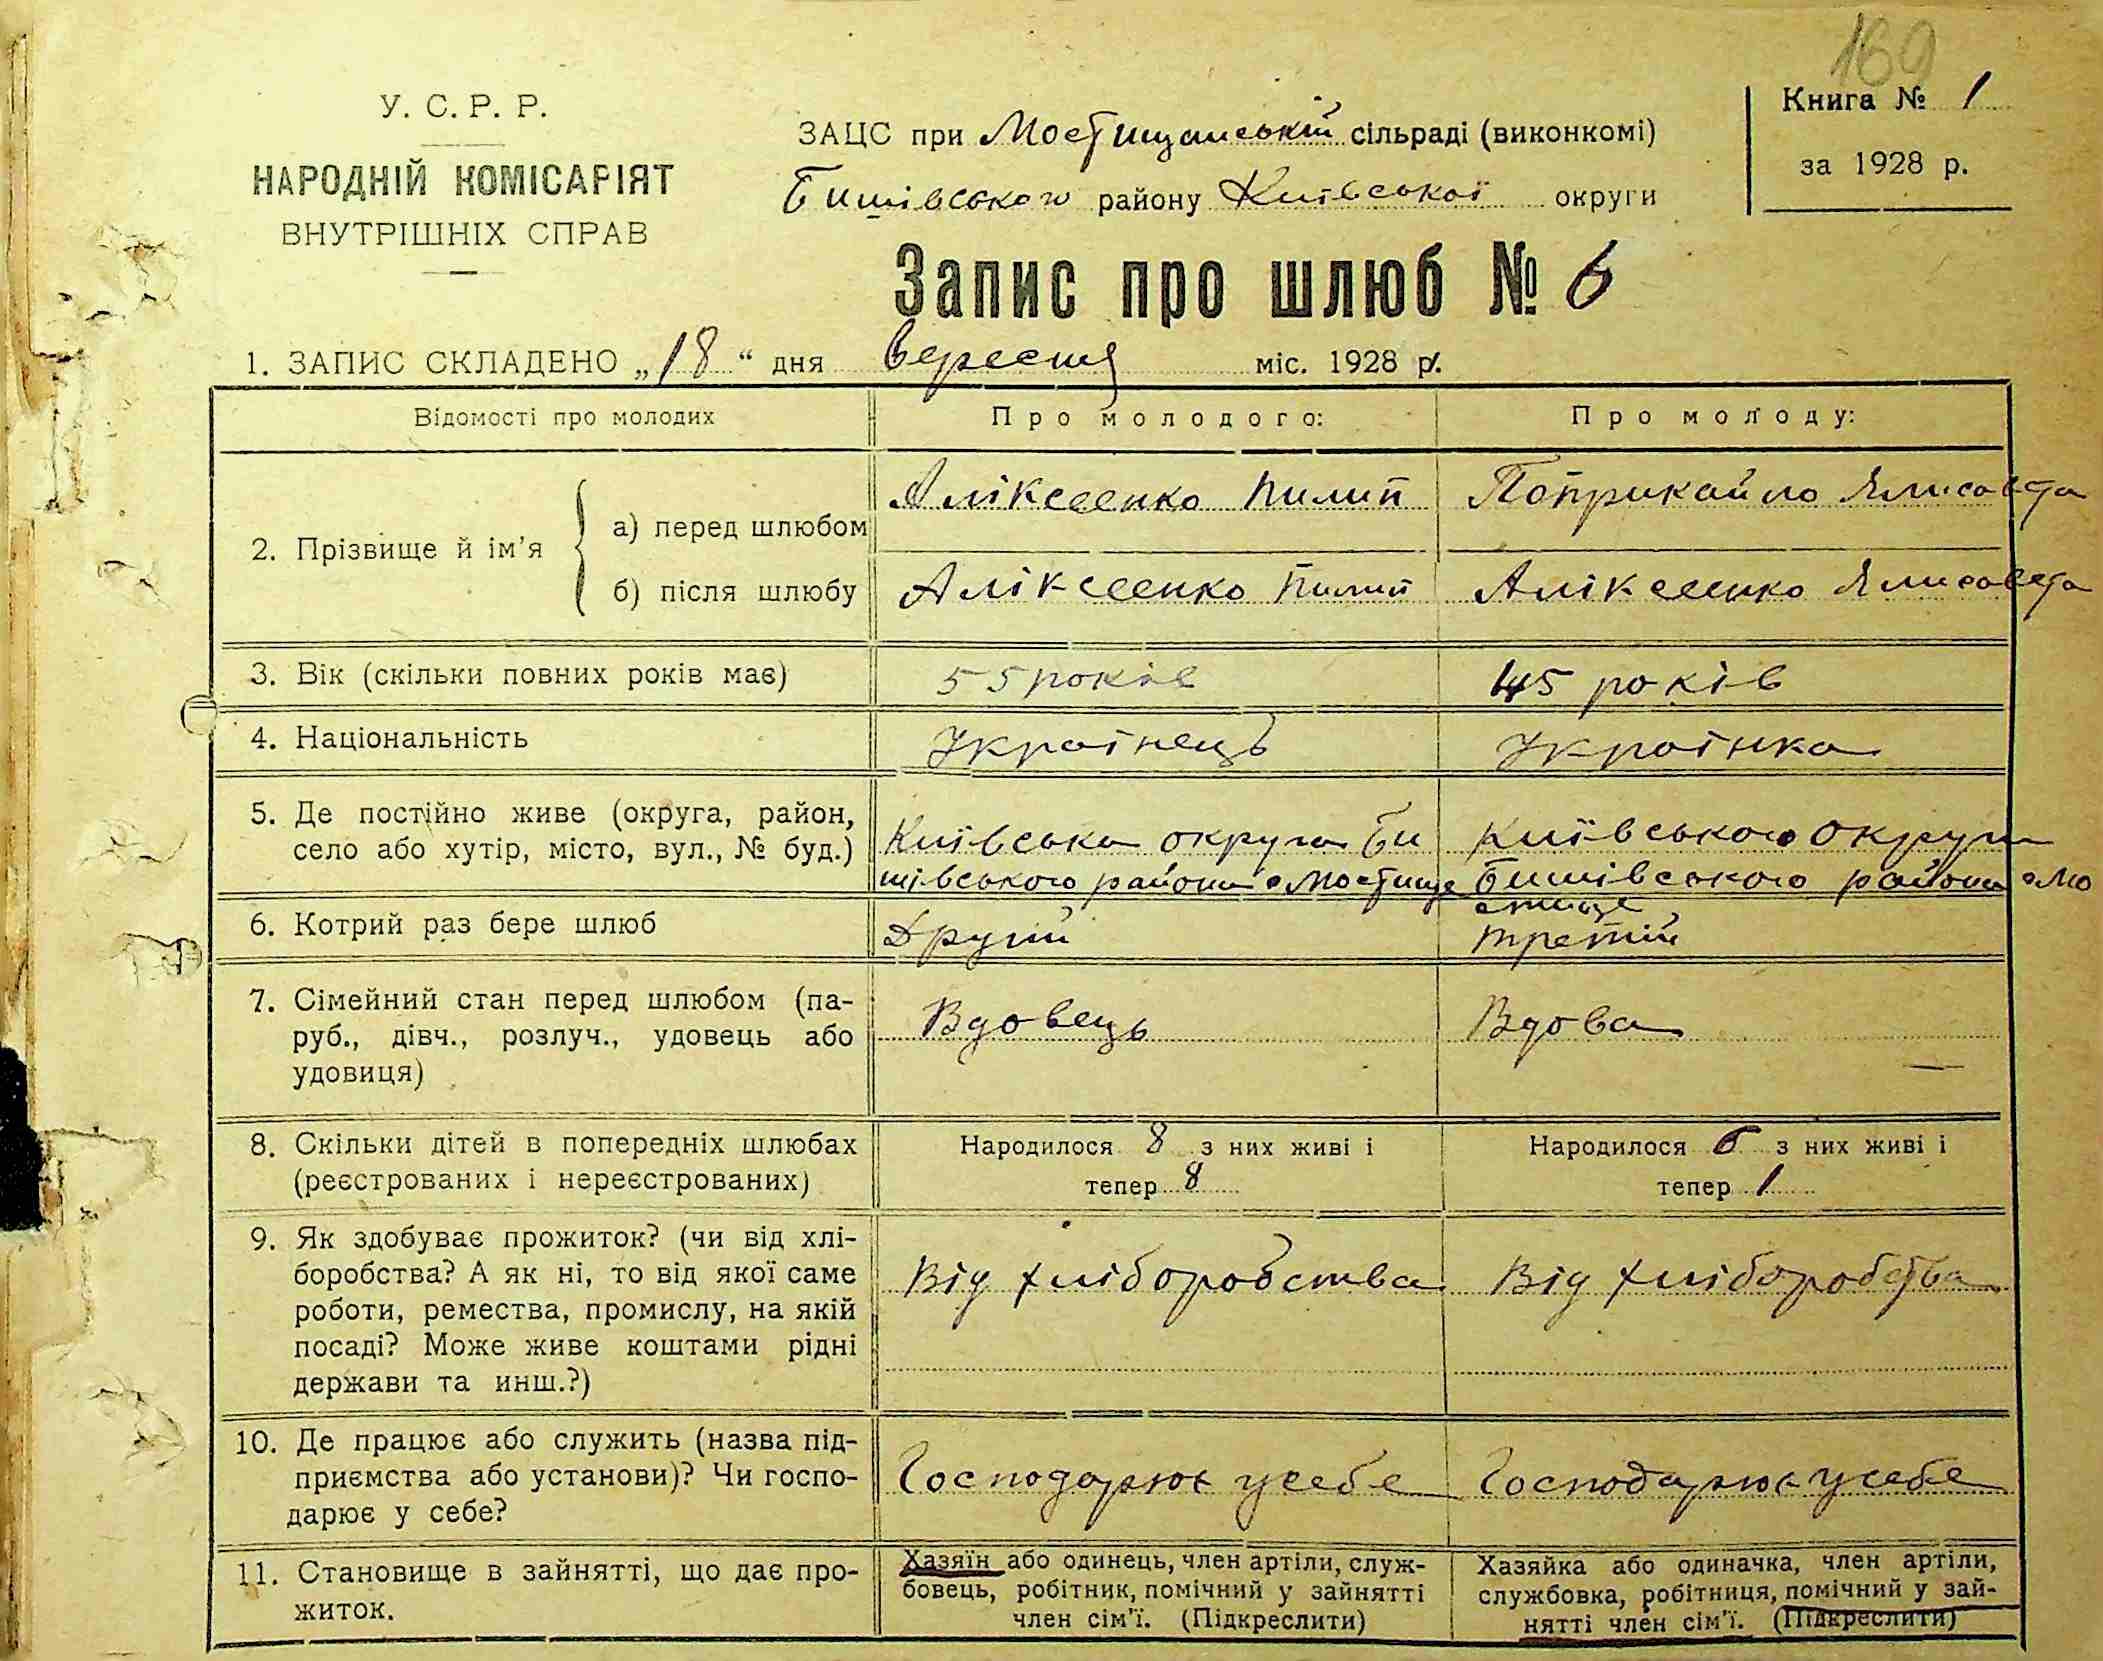 169
У. С. Р. Р.
НАРОДНІЙ КОМІСАРІЯТ
ВНУТРІШНІХ СПРАВ
ЗАЦС при Мостищанській сільраді (виконкомі)
Бишівського району Київської округи
Книга № 1
за 1928 р.
Запис про шлюб № 6
1. ЗАПИС СКЛАДЕНО „18“ дня вересня міс. 1928 р.
Відомості про молодих
Про молодого:
Про молоду:
2. Прізвище й ім'я
а) перед шлюбом
Аліксеенко Пилип
Поприкайло Ялисавета
б) після шлюбу
Аліксеенко Пилип
Аліксеенко Ялисавета
3. Вік (скільки повних років має)
55 років
45 років
4. Національність
Українець
Українка
5. Де постійно живе (округа, район,
село або хутір, місто, вул., № буд.)
Київська округа Би
шівського района с Мостище
Київською округи
Бишівського района с Мо
стище
6. Котрий раз бере шлюб
Другий
третій
7. Сімейний стан перед шлюбом (па-
руб., дівч., розлуч., удовець або
удовиця)
Вдовець
Вдова
8. Скільки дітей в попередніх шлюбах
(реєстрованих і нереєстрованих)
Народилося 8 з них живі і
тепер 8
Народилося 6 з них живі і
тепер 1
9. Як здобуває прожиток? (чи від хлі-
боробства? А як ні, то від якої саме
роботи, ремества, промислу, на якій
посаді? Може живе коштами рідні
держави та инш.?)
Від хліборобства
Від хліборобства
10. Де працює або служить (назва під-
приємства або установи)? Чи госпо-
дарює у себе?
Господарює у себе
Господарює у себе
11. Становище в зайнятті, що дає про-
житок.
Хазяїн або одинець, член артіли, служ-
бовець, робітник, помічний у зайнятті
член сім'ї. (Підкреслити)
Хазяйка або одиначка, член артіли,
службовка, робітниця, помічний у зай-
нятті член сім'ї. (Підкреслити)